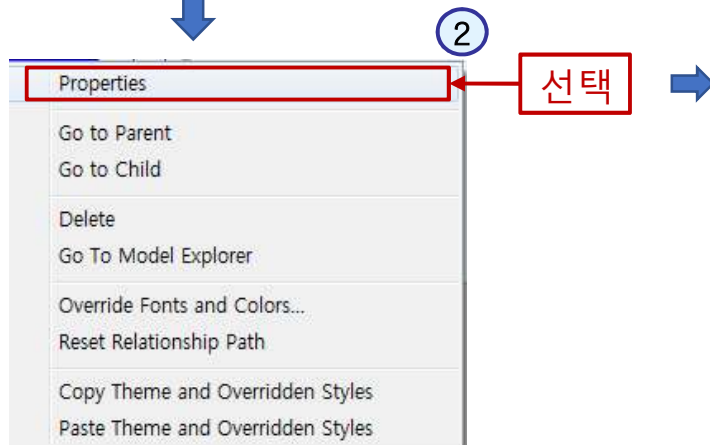 2
Properties
선택
Go to Parent
Go to Child
Delete
Go To Model Explorer
Override Fonts and Colors...
Reset Relationship Path
Copy Theme and Overridden Styles
Paste Theme and Overridden Styles